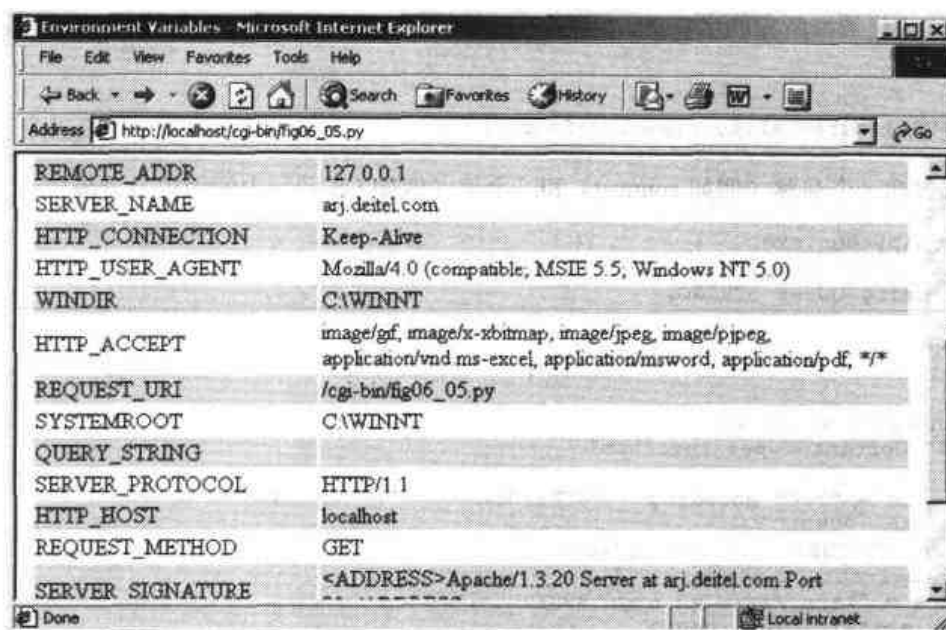 Environment Variables - Microsoft Internet Explorer
File Edit View Favorites Tools Help
Back Search Favorites History
Address http://localhost/cgi-bin/fig06_05.py Go
REMOTE_ADDR 127.0.0.1
SERVER_NAME arj.deitel.com
HTTP_CONNECTION Keep-Alive
HTTP_USER_AGENT Mozilla/4.0 (compatible; MSIE 5.5; Windows NT 5.0)
WINDIR C:\WINNT
HTTP_ACCEPT image/gif, image/x-xbitmap, image/jpeg, image/pjpeg,
application/vnd.ms-excel, application/msword, application/pdf, */*
REQUEST_URI /cgi-bin/fig06_05.py
SYSTEMROOT C:\WINNT
QUERY_STRING
SERVER_PROTOCOL HTTP/1.1
HTTP_HOST localhost
REQUEST_METHOD GET
SERVER_SIGNATURE <ADDRESS>Apache/1.3.20 Server at arj.deitel.com Port
Done Local intranet